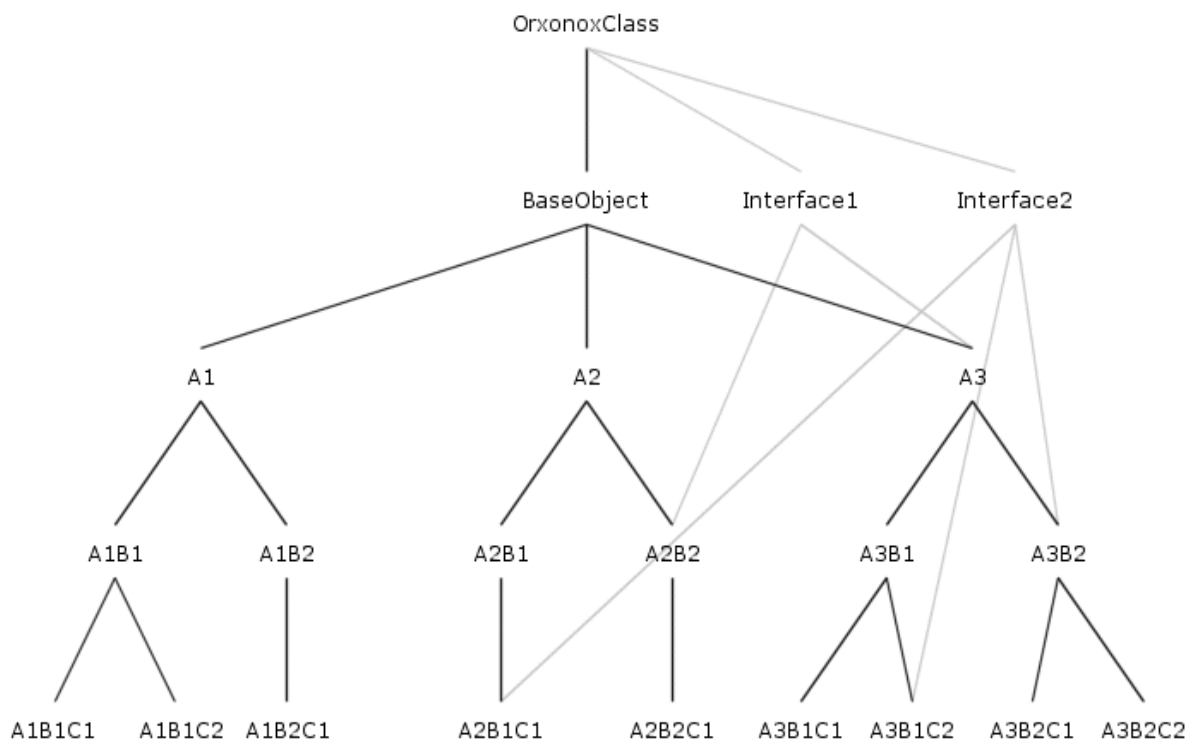 OrxonoxClass
BaseObject Interface1 Interface2
A1 A2 A3
A1B1 A1B2 A2B1 A2B2 A3B1 A3B2
A1B1C1 A1B1C2 A1B2C1 A2B1C1 A2B2C1 A3B1C1 A3B1C2 A3B2C1 A3B2C2